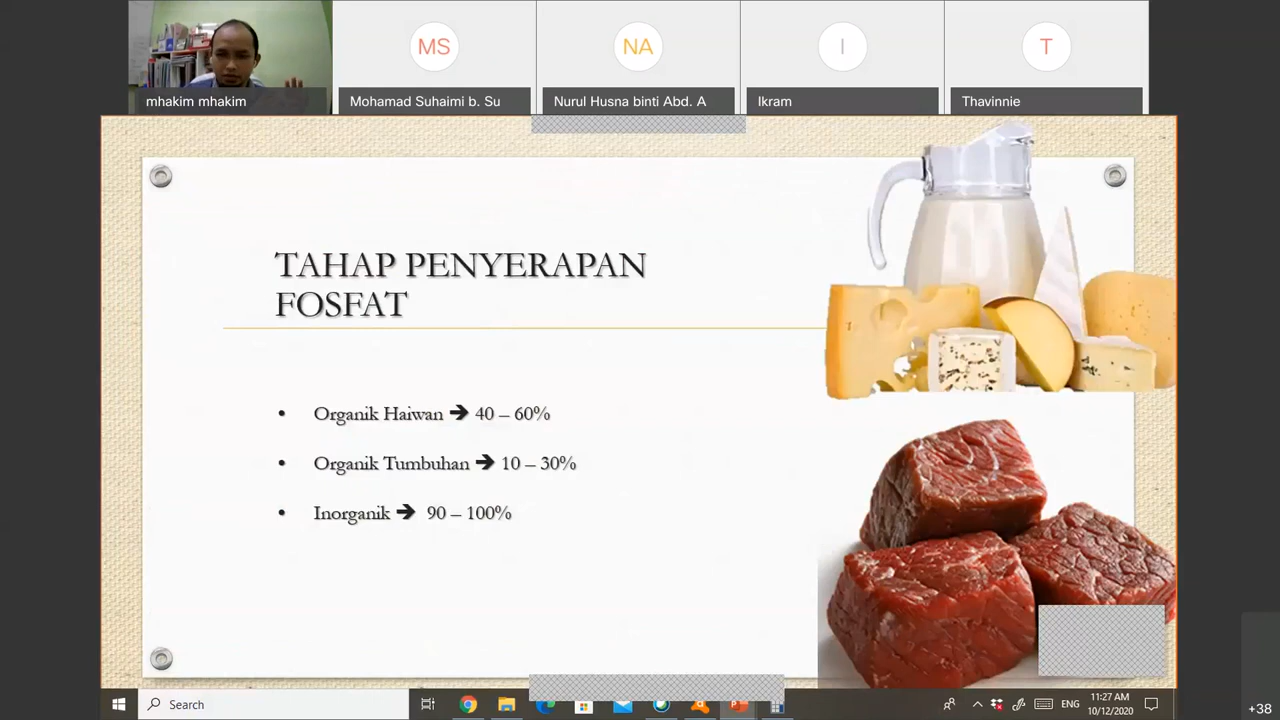 MS
NA
I
T
mhakim mhakim
Mohamad Suhaimi b. Su
Nurul Husna binti Abd. A
Ikram
Thavinnie
TAHAP PENYERAPAN
FOSFAT
• Organik Haiwan ➔ 40 – 60%
• Organik Tumbuhan ➔ 10 – 30%
• Inorganik ➔ 90 – 100%
Search
ENG
11:27 AM
10/12/2020
+38